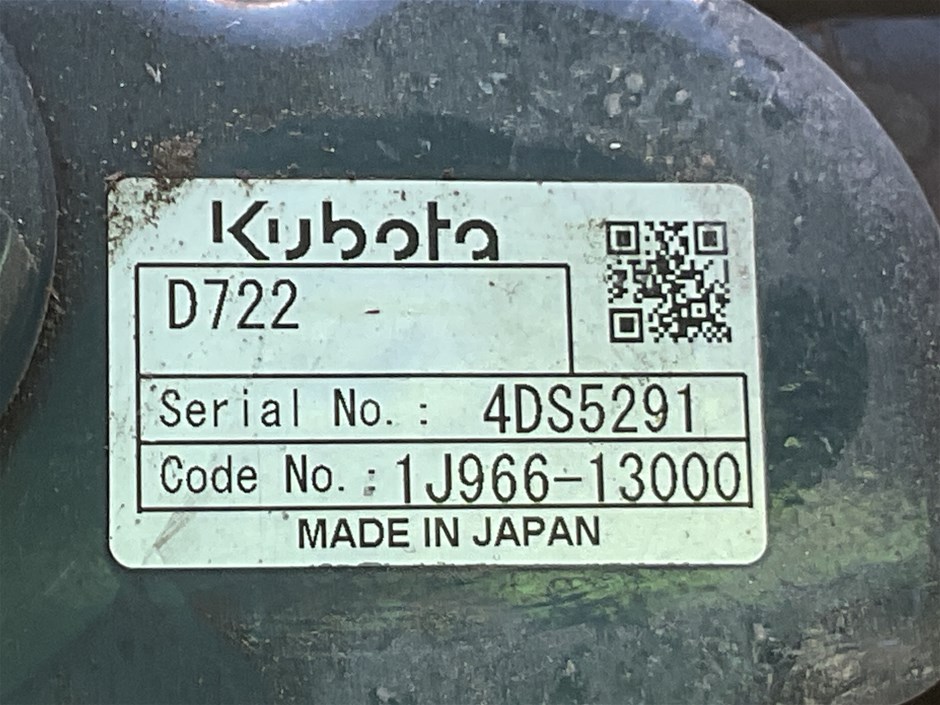 Kubota
D722
Serial No.: 4DS5291
Code No.: 1J966-13000
MADE IN JAPAN